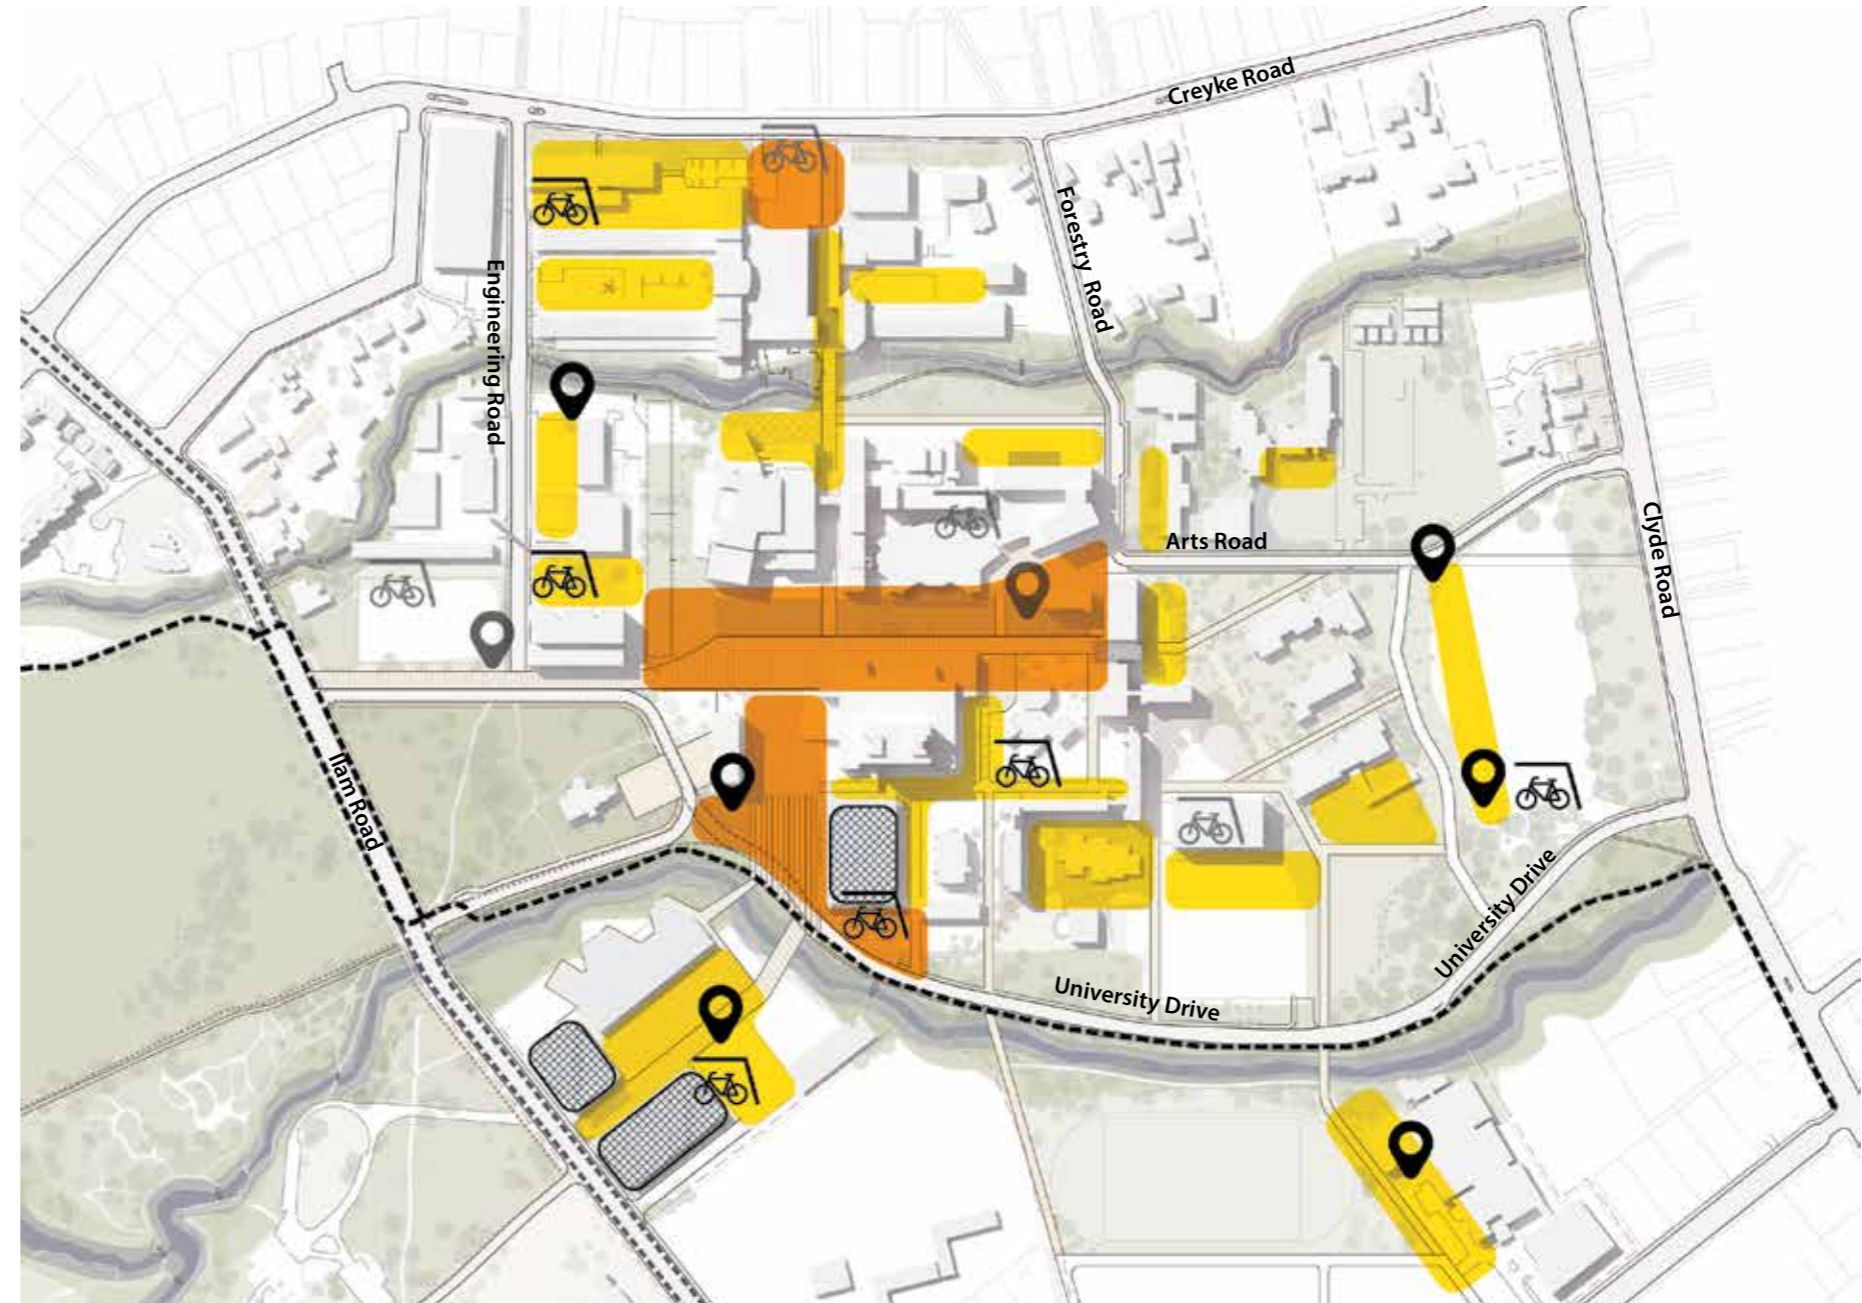 Creyke Road
Forestry Road
Engineering Road
Arts Road
Clyde Road
Ilam Road
University Drive
University Drive